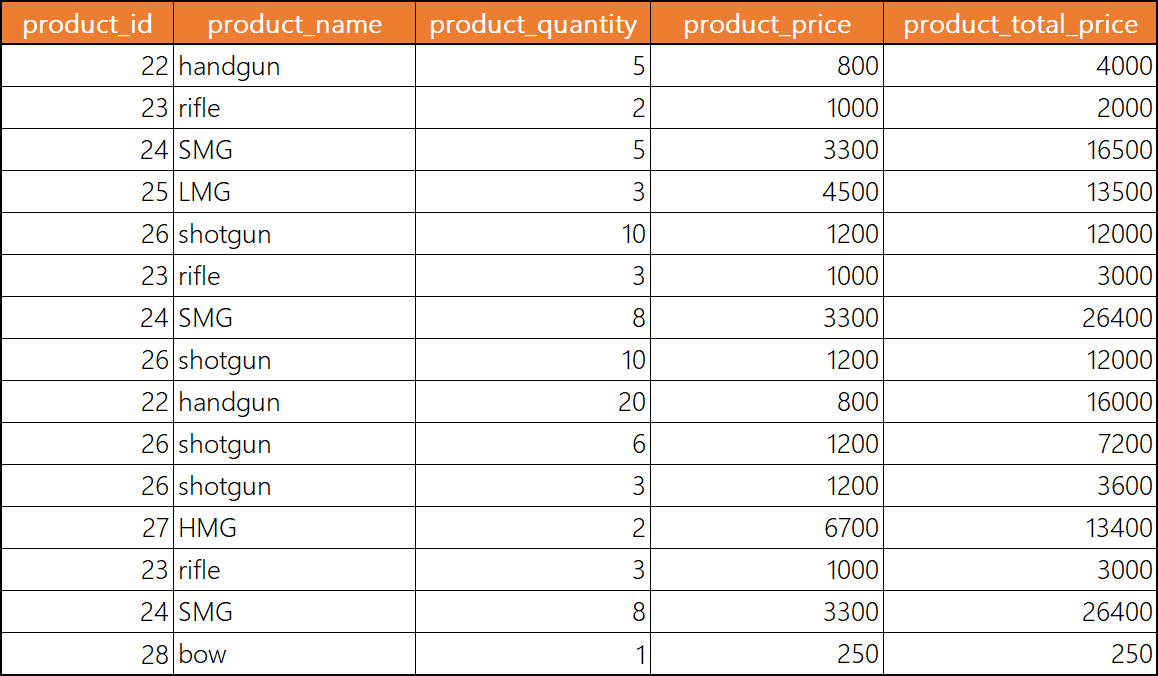 product_id product_name product_quantity product_price product_total_price
22 handgun 5 800 4000
23 rifle 2 1000 2000
24 SMG 5 3300 16500
25 LMG 3 4500 13500
26 shotgun 10 1200 12000
23 rifle 3 1000 3000
24 SMG 8 3300 26400
26 shotgun 10 1200 12000
22 handgun 20 800 16000
26 shotgun 6 1200 7200
26 shotgun 3 1200 3600
27 HMG 2 6700 13400
23 rifle 3 1000 3000
24 SMG 8 3300 26400
28 bow 1 250 250